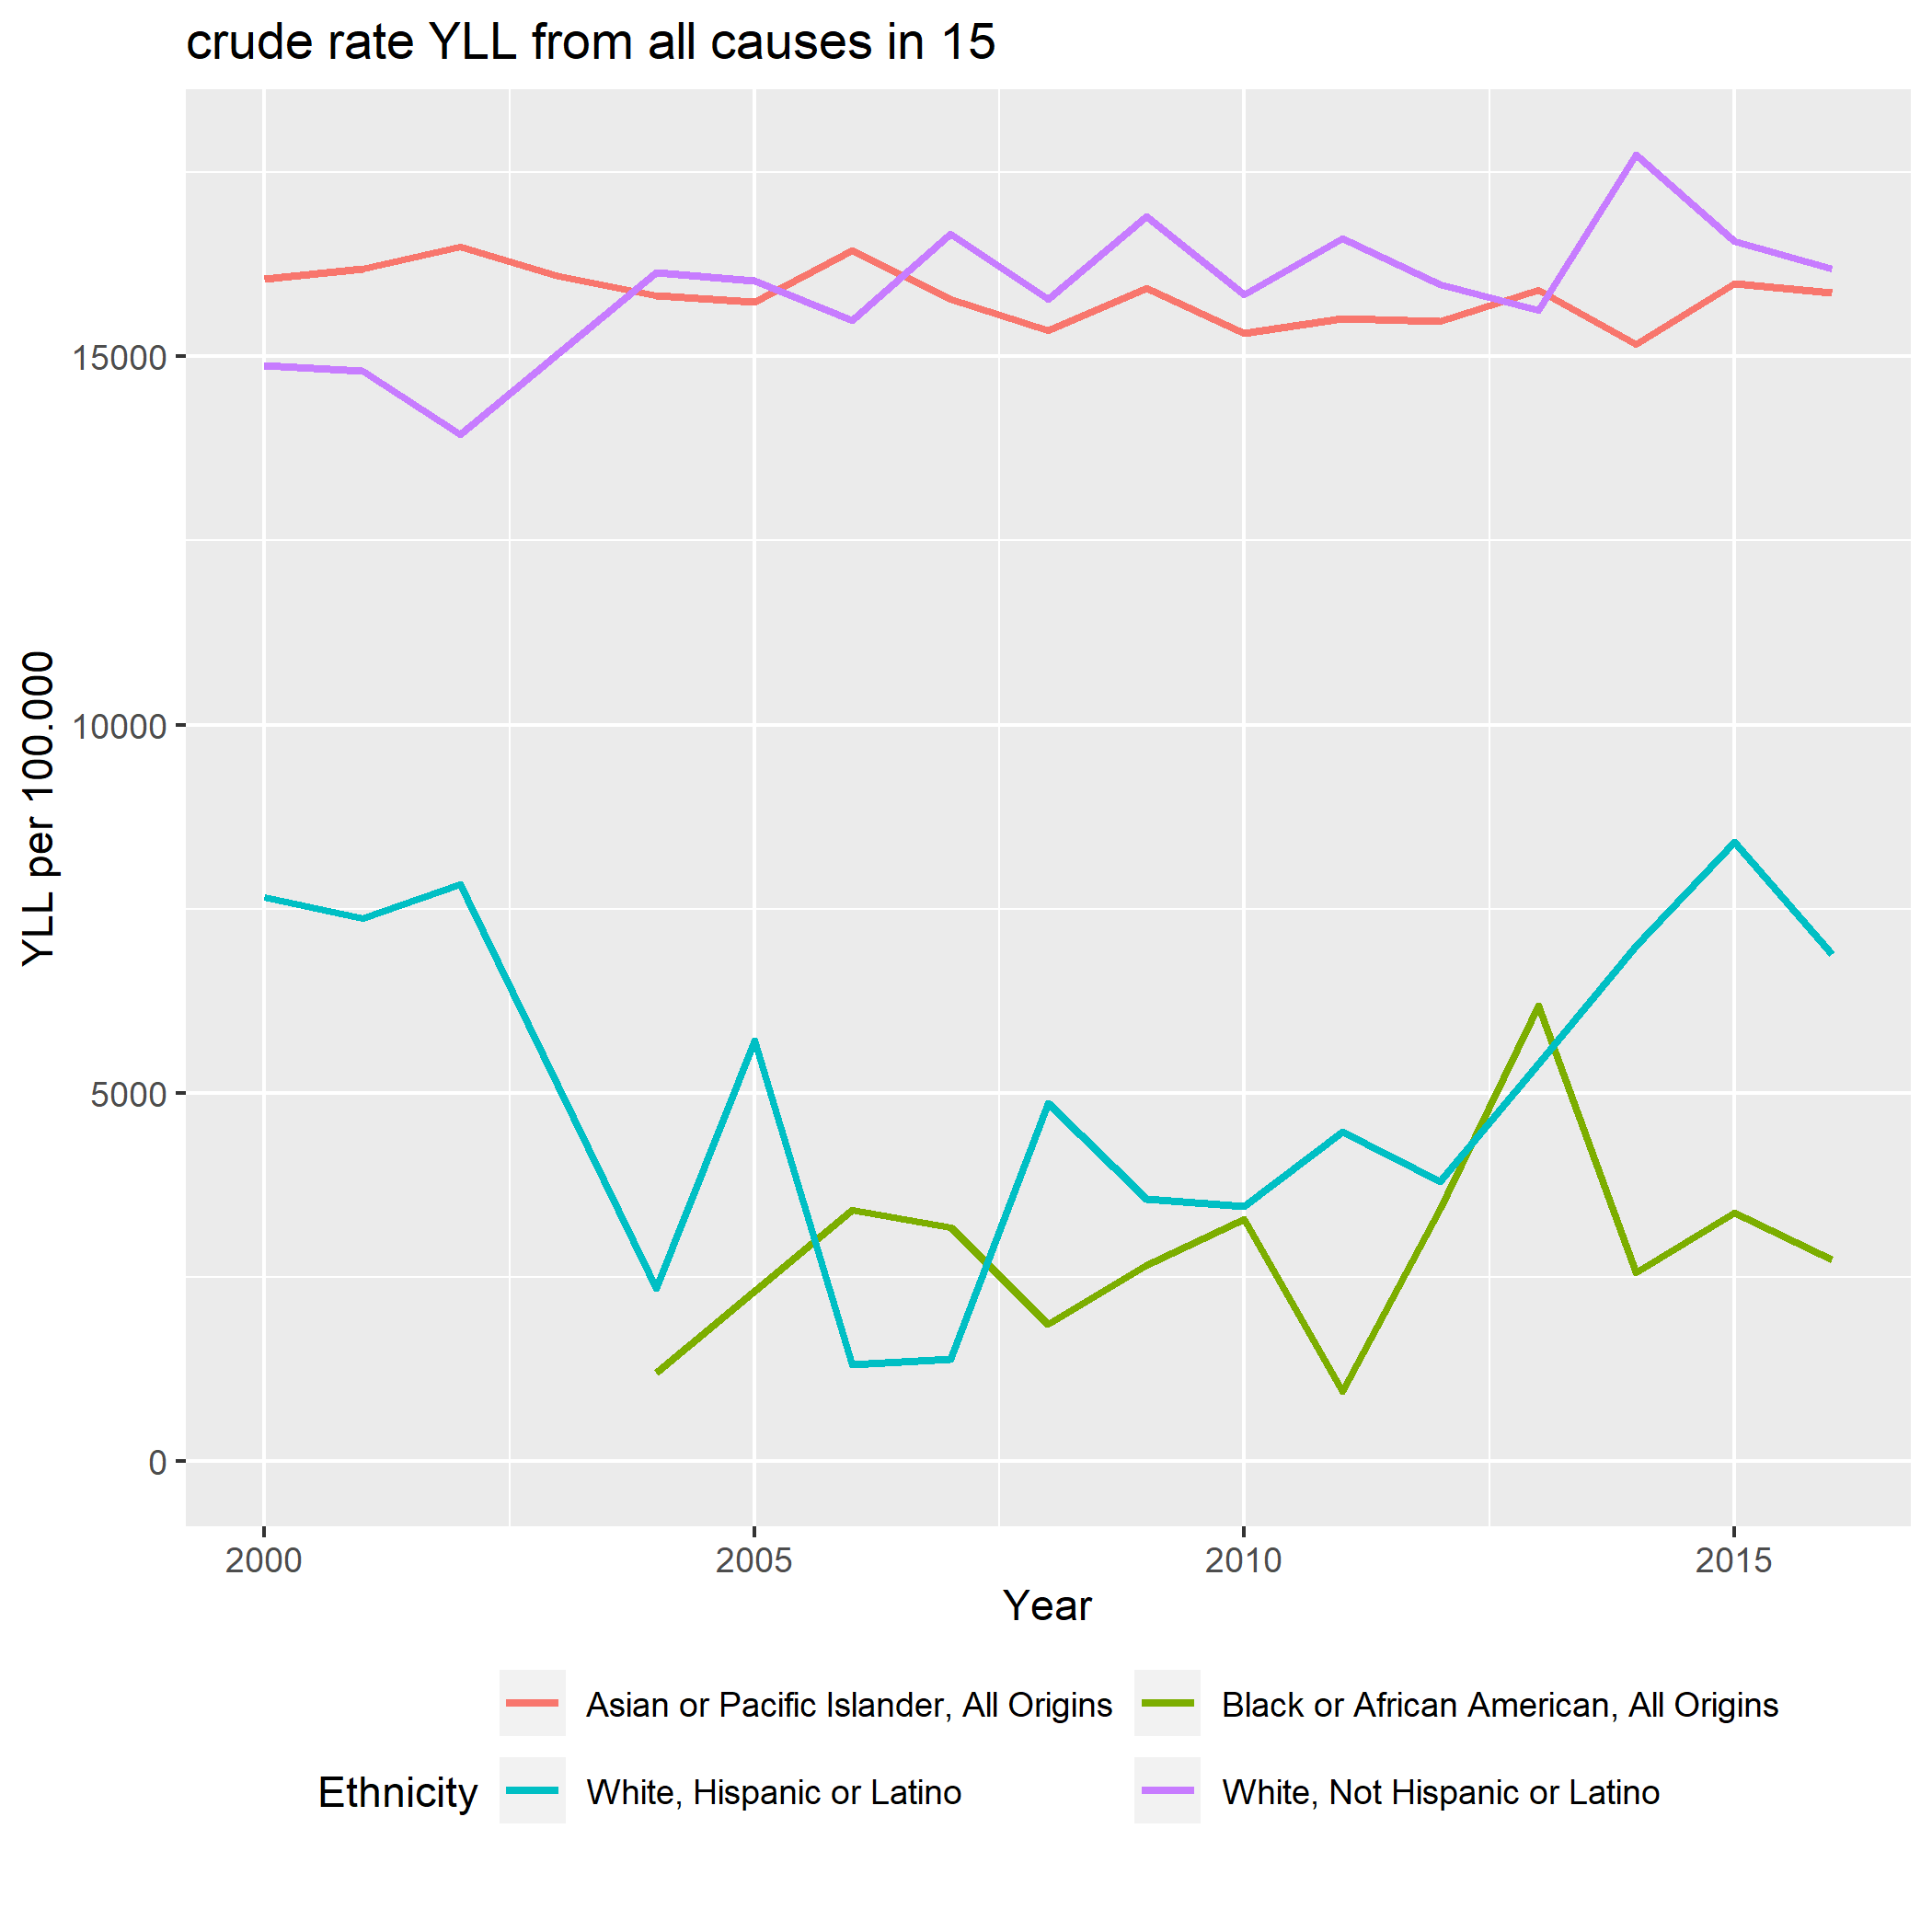 crude rate YLL from all causes in 15
YLL per 100.000
15000
10000
5000
0
2000 2005 2010 2015
Year
Ethnicity
Asian or Pacific Islander, All Origins
Black or African American, All Origins
White, Hispanic or Latino
White, Not Hispanic or Latino